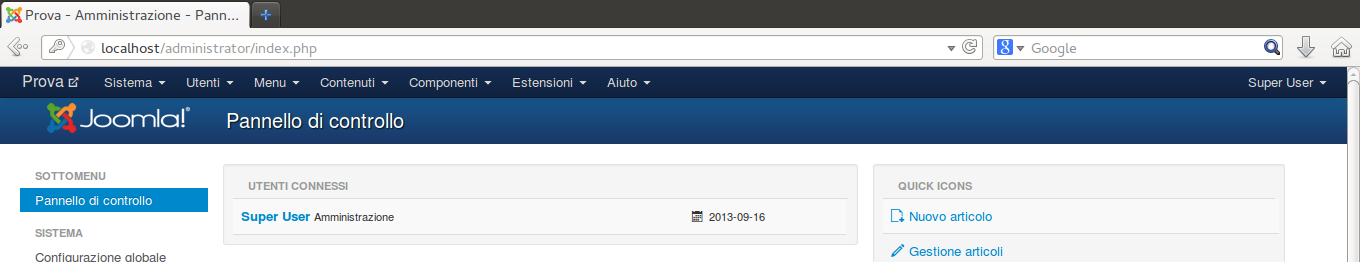 Prova - Amministrazione - Pann...
localhost/administrator/index.php
Google
Prova Sistema Utenti Menu Contenuti Componenti Estensioni Aiuto Super User
Joomla!® Pannello di controllo
SOTTOMENU
Pannello di controllo
SISTEMA
Configurazione globale
UTENTI CONNESSI
Super User Amministrazione 2013-09-16
QUICK ICONS
Nuovo articolo
Gestione articoli